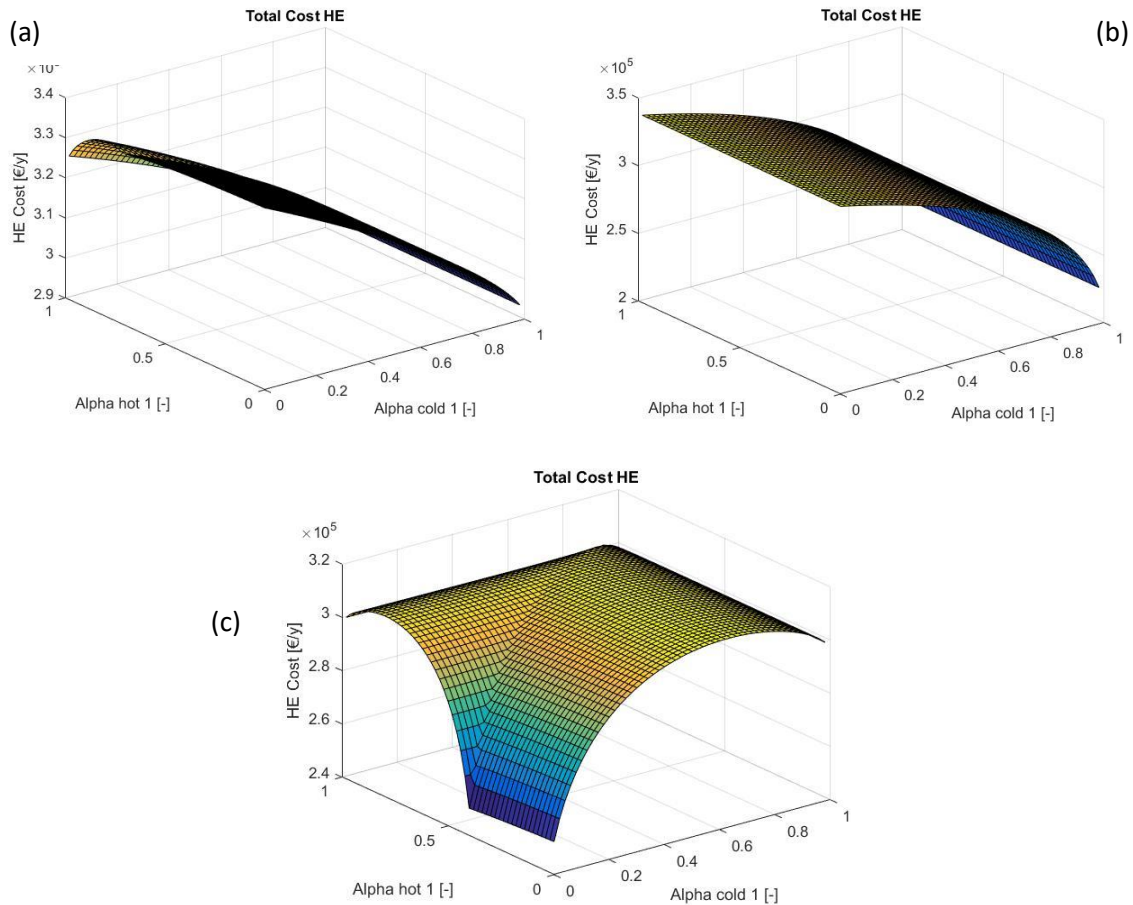 (a)
Total Cost HE
3.4
3.3
3.2
3.1
3
2.9
HE Cost [€/y]
1
0.5
0
Alpha hot 1 [-]
0
0.2
0.4
0.6
0.8
1
Alpha cold 1 [-]
(b)
Total Cost HE
×10⁵
3.5
3
2.5
2
HE Cost [€/y]
1
0.5
0
Alpha hot 1 [-]
0
0.2
0.4
0.6
0.8
1
Alpha cold 1 [-]
(c)
Total Cost HE
×10⁵
3.2
3
2.8
2.6
2.4
HE Cost [€/y]
1
0.5
0
Alpha hot 1 [-]
0
0.2
0.4
0.6
0.8
1
Alpha cold 1 [-]